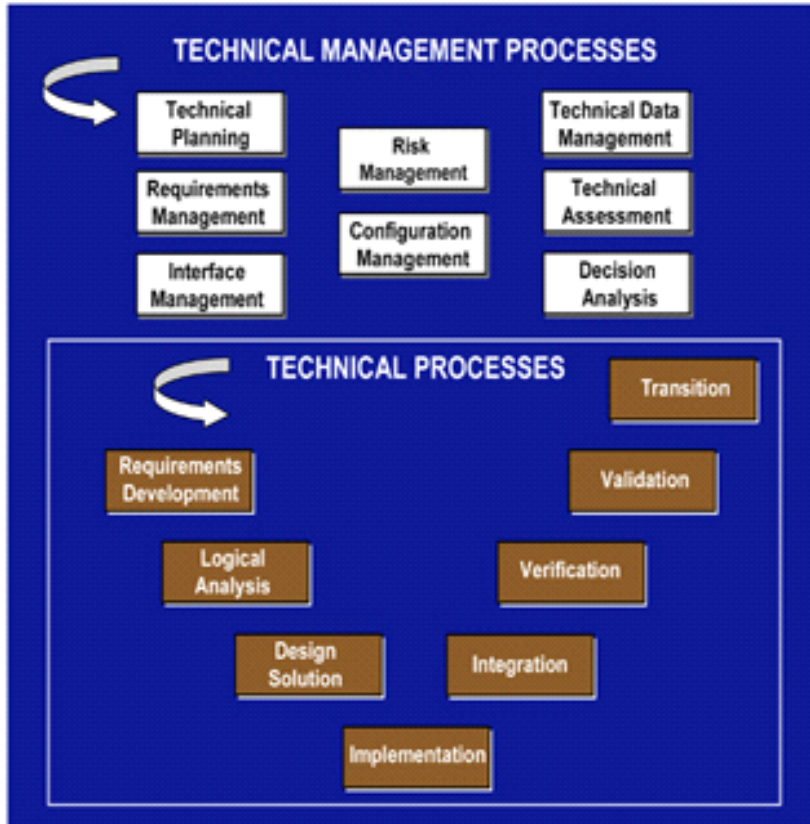 TECHNICAL MANAGEMENT PROCESSES
Technical
Planning
Requirements
Management
Interface
Management
Risk
Management
Configuration
Management
Technical Data
Management
Technical
Assessment
Decision
Analysis
TECHNICAL PROCESSES
Requirements
Development
Logical
Analysis
Design
Solution
Implementation
Integration
Verification
Validation
Transition